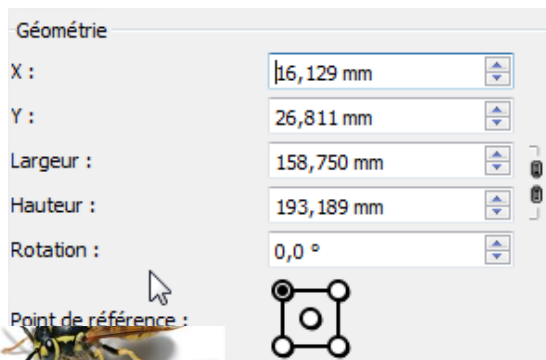 Géométrie
X : 16,129 mm
Y : 26,811 mm
Largeur : 158,750 mm
Hauteur : 193,189 mm
Rotation : 0,0 °
Point de référence :